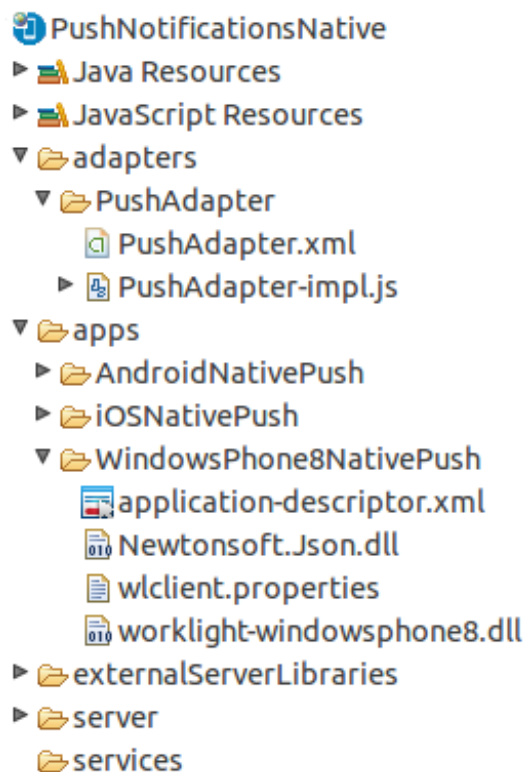 PushNotificationsNative
Java Resources
JavaScript Resources
adapters
PushAdapter
PushAdapter.xml
PushAdapter-impl.js
apps
AndroidNativePush
iOSNativePush
WindowsPhone8NativePush
application-descriptor.xml
Newtonsoft.Json.dll
wlclient.properties
worklight-windowsphone8.dll
externalServerLibraries
server
services